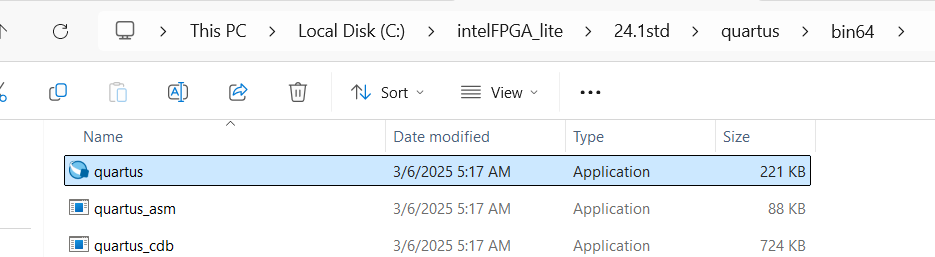 This PC > Local Disk (C:) > intelFPGA_lite > 24.1std > quartus > bin64 >
Sort View ...
Name Date modified Type Size
quartus 3/6/2025 5:17 AM Application 221 KB
quartus_asm 3/6/2025 5:17 AM Application 88 KB
quartus_cdb 3/6/2025 5:17 AM Application 724 KB